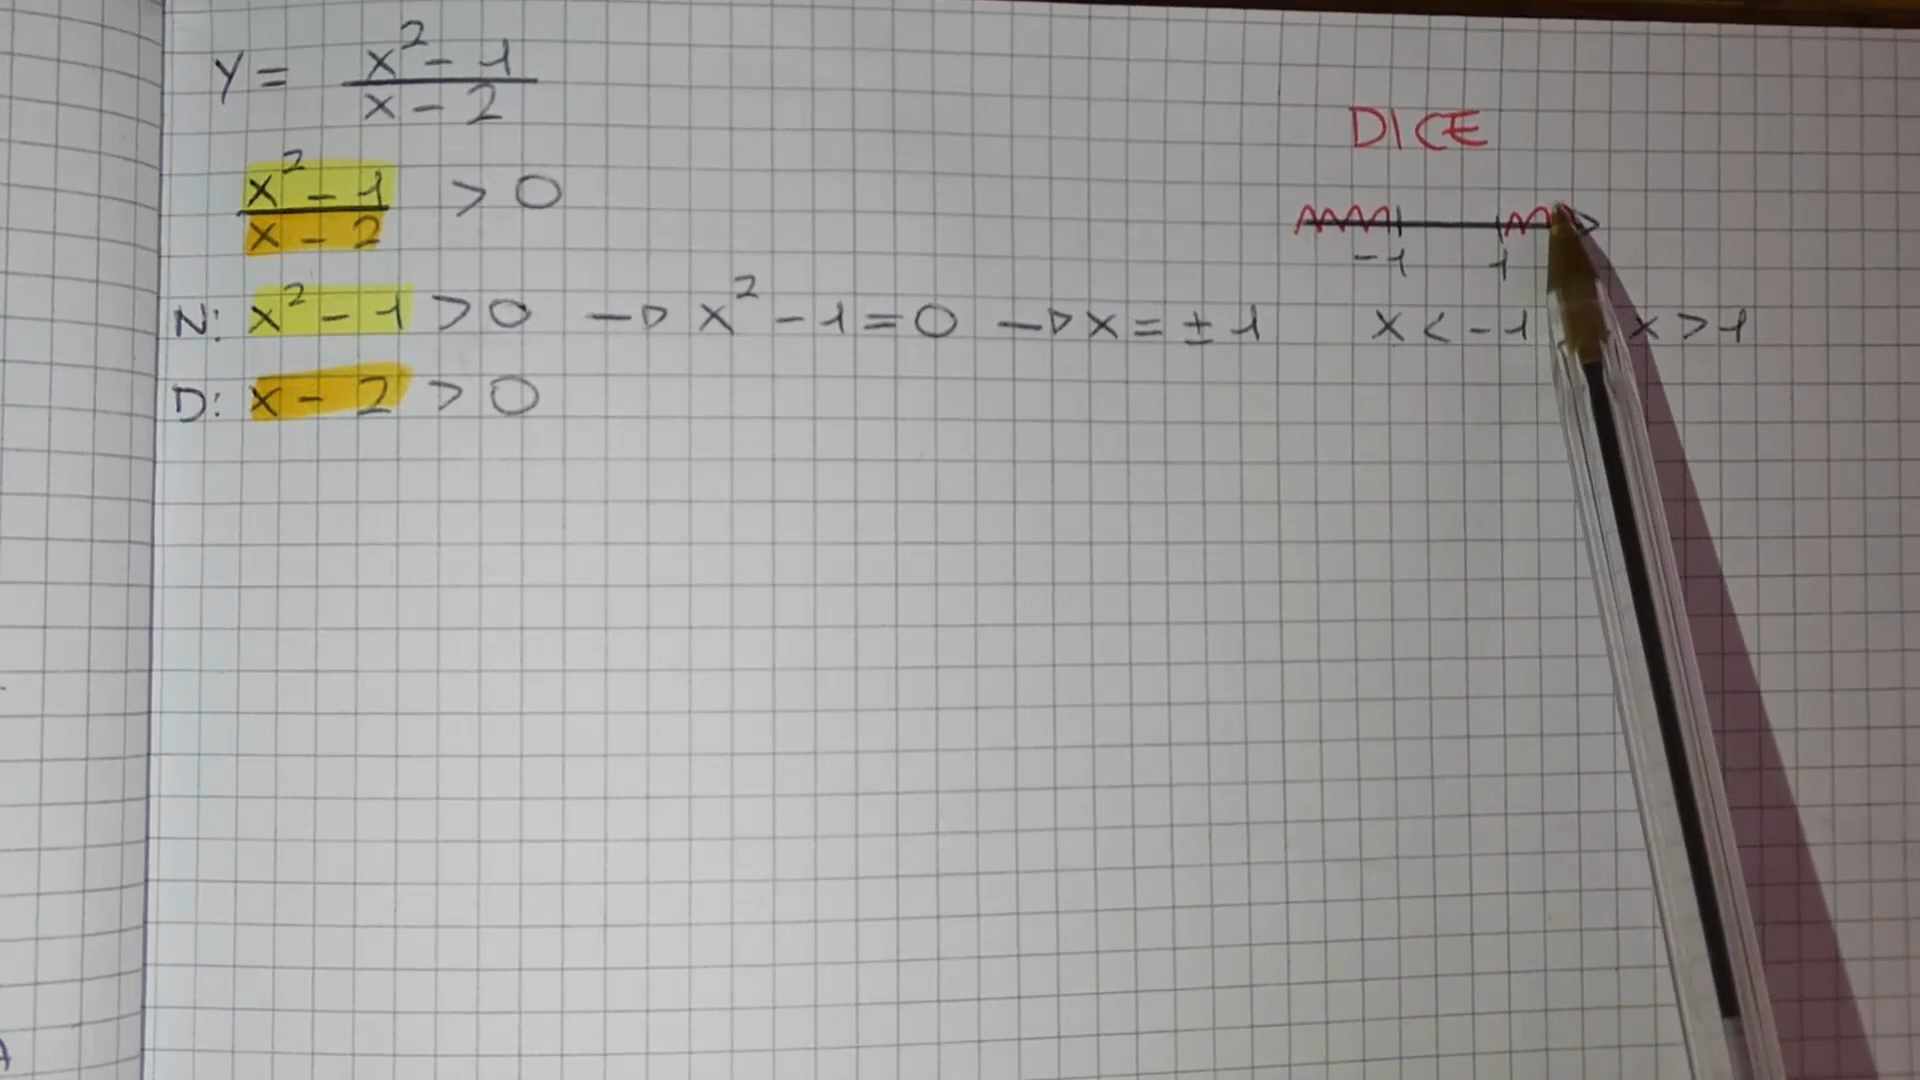 y = x² - 1 / x - 2
DICE
x² - 1 / x - 2 > 0
-1 1
N: x² - 1 > 0 → x² - 1 = 0 → x = ± 1 x < -1 x > 1
D: x - 2 > 0